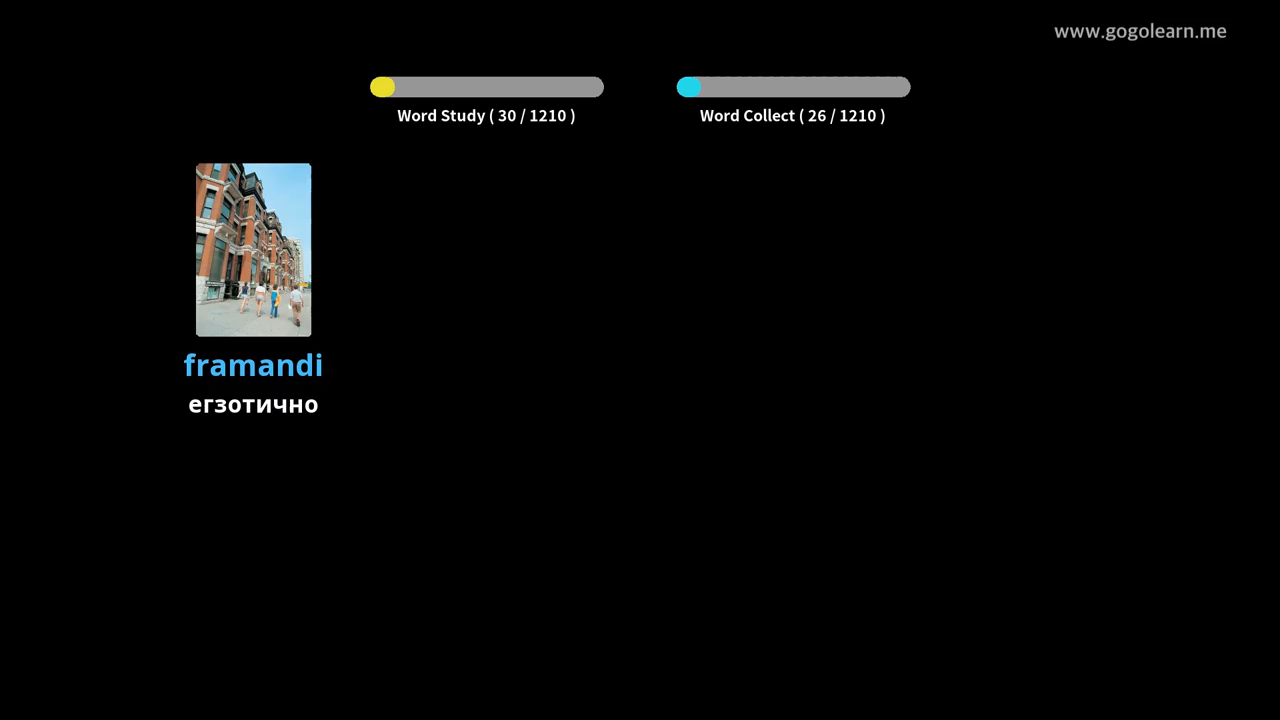 www.gogolearn.me
Word Study ( 30 / 1210 )
Word Collect ( 26 / 1210 )
framandi
егзотично